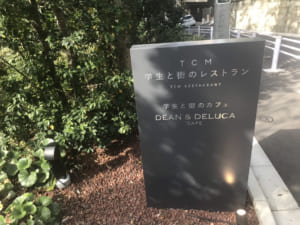 TCM
学生と街のレストラン
TCM RESTAURANT
学生と街のカフェ
DEAN & DELUCA
CAFE